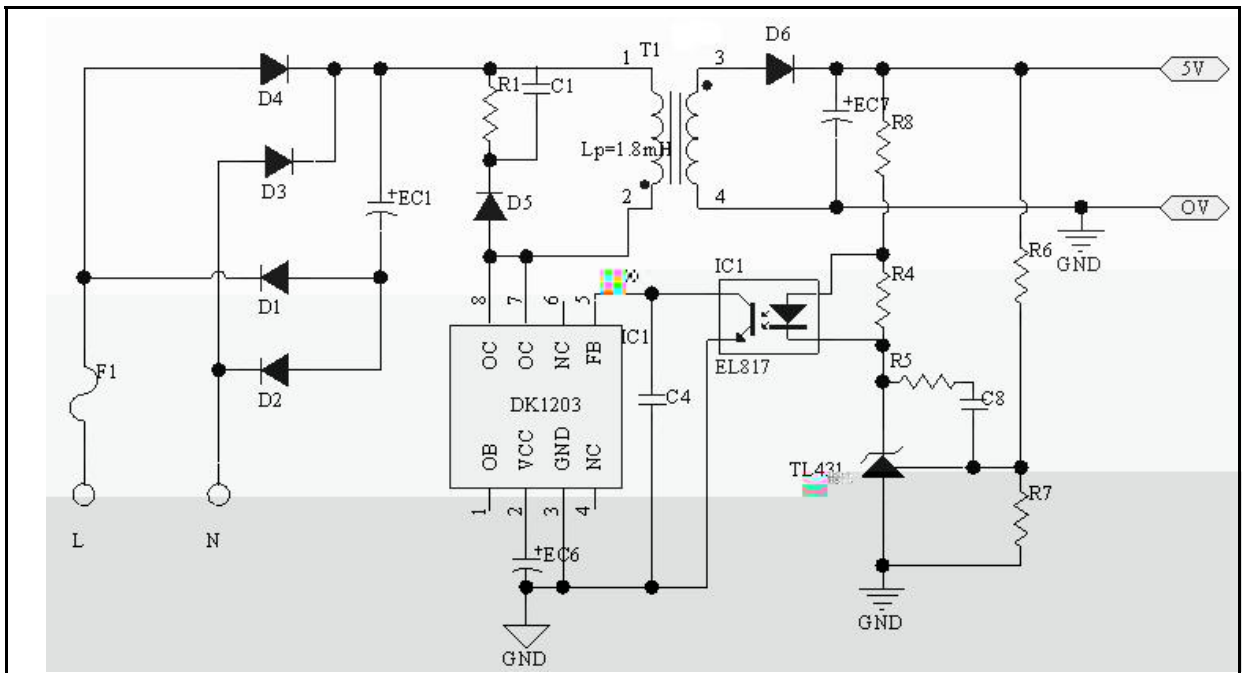 D6
1
T1
3
5V
D4
R1
C1
+EC7
R8
Lp=1.8mH
D3
+EC1
2
4
D5
OV
R6
GND
D1
IC1
R4
8
7
6
5
IC1
OC
OC
NC
FB
EL817
R5
F1
D2
C4
C8
DK1203
OB
VCC
GND
NC
TL431
R7
1
2
3
4
L
N
+EC6
GND
GND